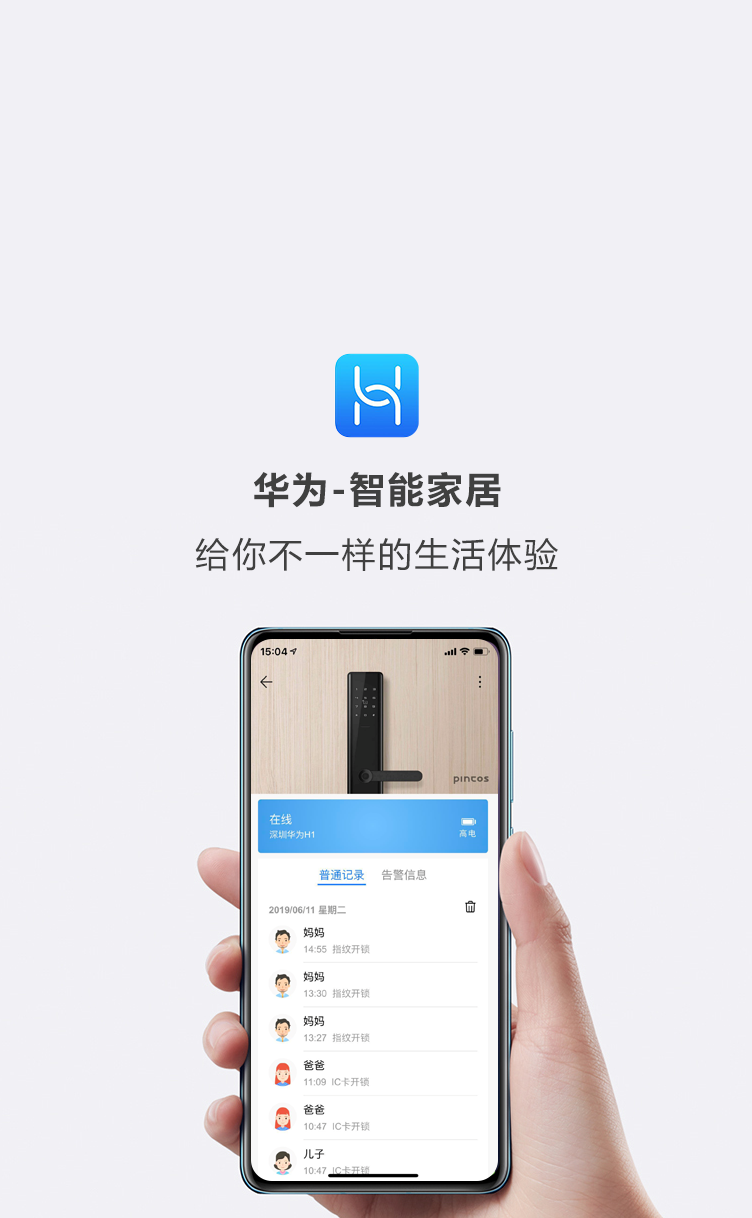 华为-智能家居
给你不一样的生活体验
15:04
pincos
在线
深圳华为H1
高电
普通记录 告警信息
2019/06/11 星期二
妈妈
14:55 指纹开锁
妈妈
13:30 指纹开锁
妈妈
13:27 指纹开锁
爸爸
11:09 IC卡开锁
爸爸
10:47 IC卡开锁
儿子
10:47 IC卡开锁